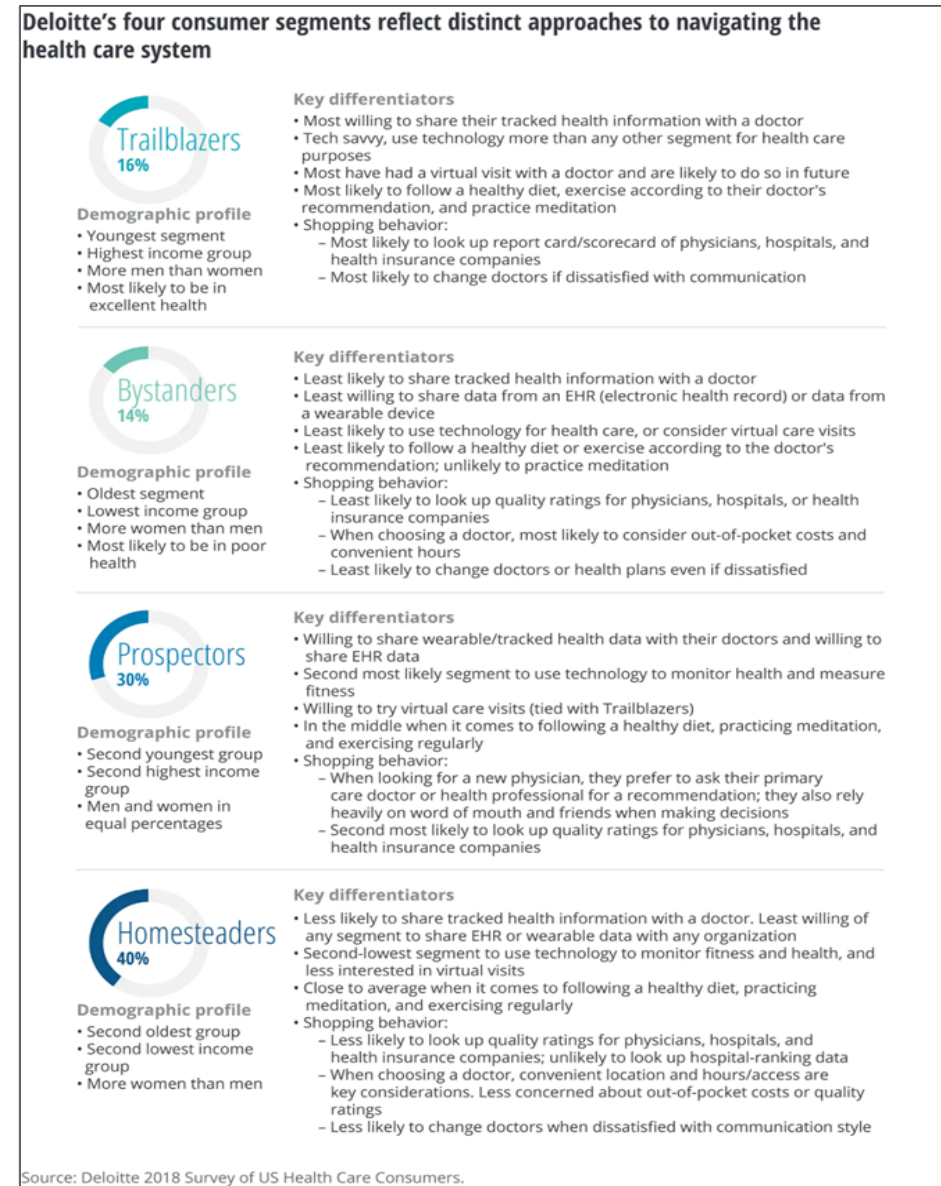 Deloitte's four consumer segments reflect distinct approaches to navigating the
health care system
Trailblazers
16%
Demographic profile
• Youngest segment
• Highest income group
• More men than women
• Most likely to be in
excellent health
Key differentiators
• Most willing to share their tracked health information with a doctor
• Tech savvy, use technology more than any other segment for health care
purposes
• Most have had a virtual visit with a doctor and are likely to do so in future
• Most likely to follow a healthy diet, exercise according to their doctor's
recommendation, and practice meditation
• Shopping behavior:
– Most likely to look up report card/scorecard of physicians, hospitals, and
health insurance companies
– Most likely to change doctors if dissatisfied with communication
Bystanders
14%
Demographic profile
• Oldest segment
• Lowest income group
• More women than men
• Most likely to be in poor
health
Key differentiators
• Least likely to share tracked health information with a doctor
• Least willing to share data from an EHR (electronic health record) or data from
a wearable device
• Least likely to use technology for health care, or consider virtual care visits
• Least likely to follow a healthy diet or exercise according to the doctor's
recommendation; unlikely to practice meditation
• Shopping behavior:
– Least likely to look up quality ratings for physicians, hospitals, or health
insurance companies
– When choosing a doctor, most likely to consider out-of-pocket costs and
convenient hours
– Least likely to change doctors or health plans even if dissatisfied
Prospectors
30%
Demographic profile
• Second youngest group
• Second highest income
group
• Men and women in
equal percentages
Key differentiators
• Willing to share wearable/tracked health data with their doctors and willing to
share EHR data
• Second most likely segment to use technology to monitor health and measure
fitness
• Willing to try virtual care visits (tied with Trailblazers)
• In the middle when it comes to following a healthy diet, practicing meditation,
and exercising regularly
• Shopping behavior:
– When looking for a new physician, they prefer to ask their primary
care doctor or health professional for a recommendation; they also rely
heavily on word of mouth and friends when making decisions
– Second most likely to look up quality ratings for physicians, hospitals, and
health insurance companies
Homesteaders
40%
Demographic profile
• Second oldest group
• Second lowest income
group
• More women than men
Key differentiators
• Less likely to share tracked health information with a doctor. Least willing of
any segment to share EHR or wearable data with any organization
• Second-lowest segment to use technology to monitor fitness and health, and
less interested in virtual visits
• Close to average when it comes to following a healthy diet, practicing
meditation, and exercising regularly
• Shopping behavior:
– Less likely to look up quality ratings for physicians, hospitals, and
health insurance companies; unlikely to look up hospital-ranking data
– When choosing a doctor, convenient location and hours/access are
key considerations. Less concerned about out-of-pocket costs or quality
ratings
– Less likely to change doctors when dissatisfied with communication style
Source: Deloitte 2018 Survey of US Health Care Consumers.